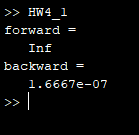 >> HW4_1
forward =
Inf
backward =
1.6667e-07
>>